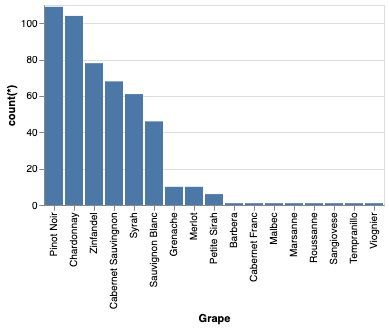 count(*)
100
80
60
40
20
0
Pinot Noir
Chardonnay
Zinfandel
Cabernet Sauvingnon
Syrah
Sauvignon Blanc
Grenache
Merlot
Petite Sirah
Barbera
Cabernet Franc
Malbec
Marsanne
Roussanne
Sangiovese
Tempranillo
Viognier
Grape